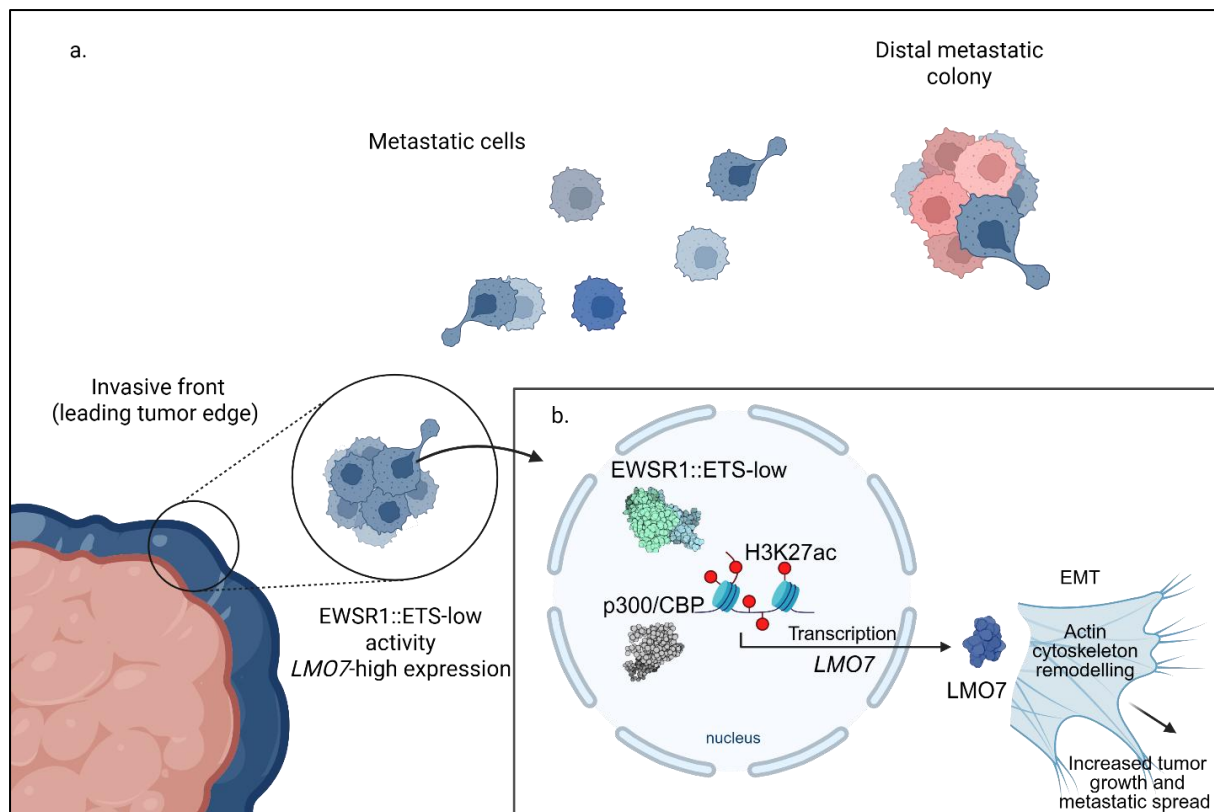 a.
Distal metastatic
colony
Metastatic cells
Invasive front
(leading tumor edge)
EWSR1::ETS-low
activity
LMO7-high expression
b.
EWSR1::ETS-low
H3K27ac
p300/CBP
Transcription
LMO7
nucleus
LMO7
EMT
Actin
cytoskeleton
remodelling
Increased tumor
growth and
metastatic spread